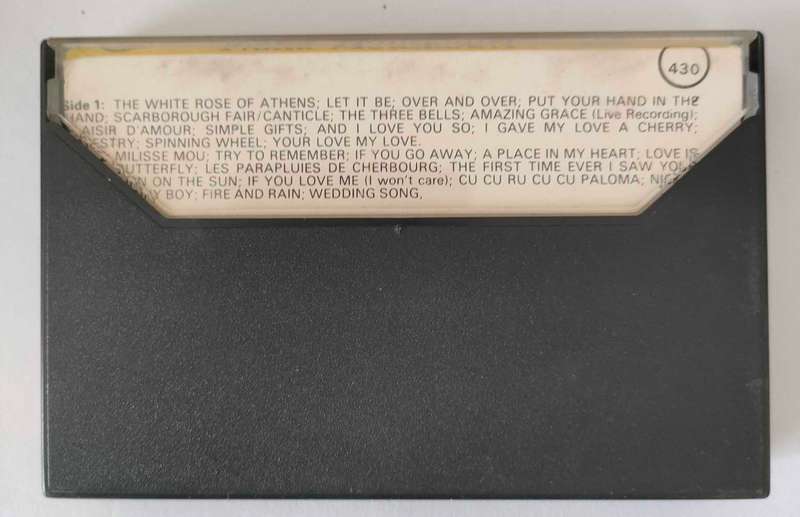 430
Side 1: THE WHITE ROSE OF ATHENS; LET IT BE; OVER AND OVER; PUT YOUR HAND IN THE
HAND; SCARBOROUGH FAIR/CANTICLE; THE THREE BELLS; AMAZING GRACE (Live Recording);
AISIR D'AMOUR; SIMPLE GIFTS; AND I LOVE YOU SO; I GAVE MY LOVE A CHERRY;
ESTRY; SPINNING WHEEL; YOUR LOVE MY LOVE.
MILISSE MOU; TRY TO REMEMBER; IF YOU GO AWAY; A PLACE IN MY HEART; LOVE IS
BUTTERFLY; LES PARAPLUIES DE CHERBOURG; THE FIRST TIME EVER I SAW YOU
ON THE SUN; IF YOU LOVE ME (I won't care); CU CU RU CU CU PALOMA;
Y BOY; FIRE AND RAIN; WEDDING SONG,